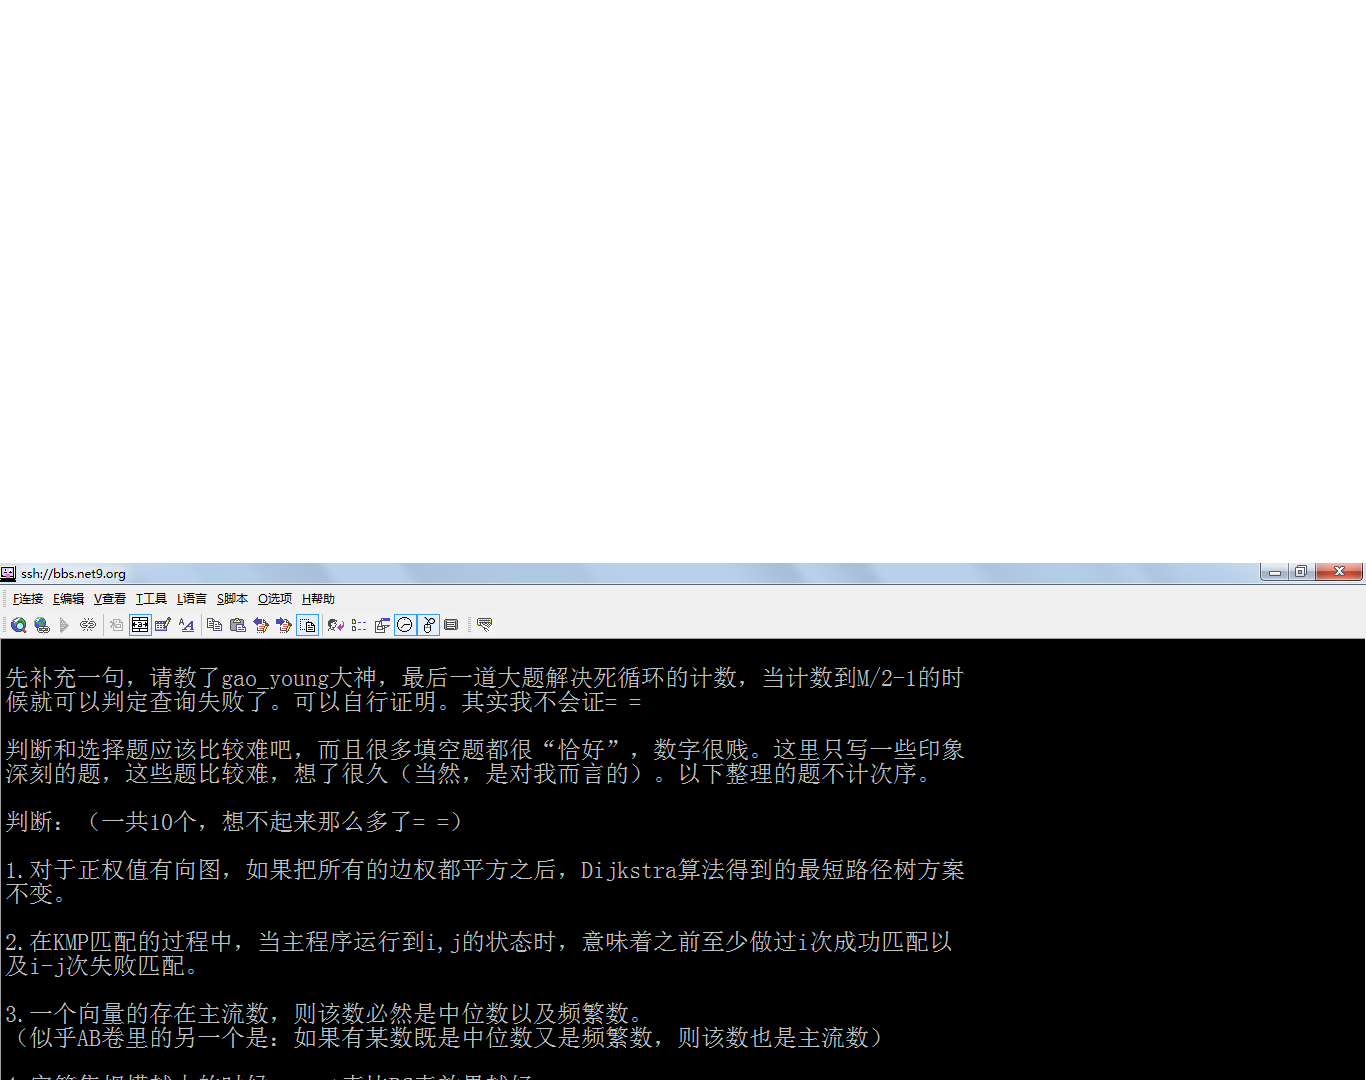 ssh://bbs.net9.org
F连接 E编辑 V查看 T工具 L语言 S脚本 O选项 H帮助
先补充一句，请教了gao_young大神，最后一道大题解决死循环的计数，当计数到M/2-1的时
候就可以判定查询失败了。可以自行证明。其实我不会证= =
判断和选择题应该比较难吧，而且很多填空题都很“恰好”，数字很贱。这里只写一些印象
深刻的题，这些题比较难，想了很久（当然，是对我而言的）。以下整理的题不计次序。
判断：（一共10个，想不起来那么多了= =）
1.对于正权值有向图，如果把所有的边权都平方之后，Dijkstra算法得到的最短路径树方案
不变。
2.在KMP匹配的过程中，当主程序运行到i,j的状态时，意味着之前至少做过i次成功匹配以
及i-j次失败匹配。
3.一个向量的存在主流数，则该数必然是中位数以及频繁数。
（似乎AB卷里的另一个是：如果有某数既是中位数又是频繁数，则该数也是主流数）